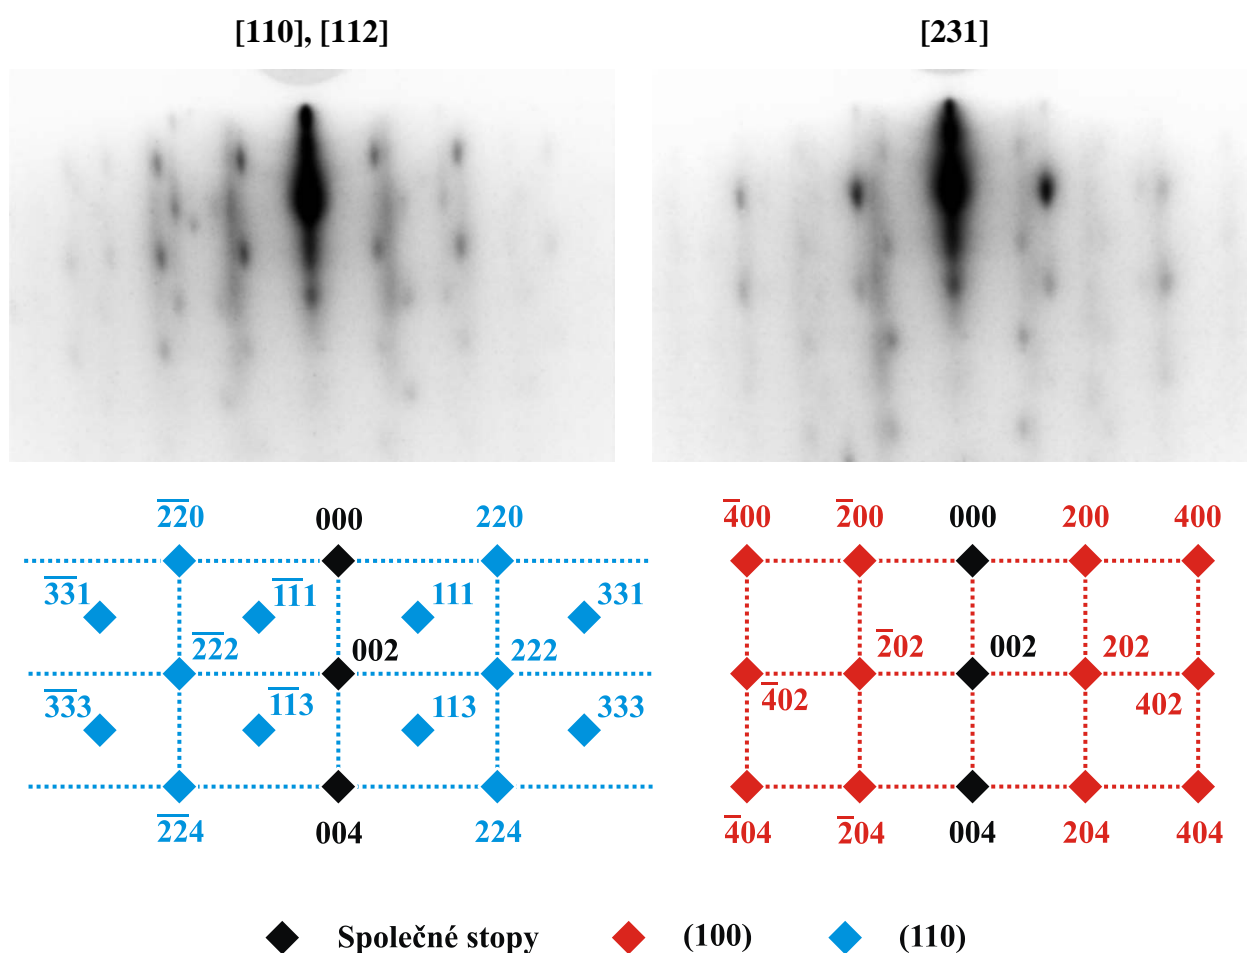 [110], [112] [231]
2̅2̅0 000 220 4̅00 2̅00 000 200 400
3̅3̅1 1̅1̅1 111 331
2̅2̅2 002 222 2̅02 002 202
3̅3̅3 1̅1̅3 113 333 4̅02 402
2̅2̅4 004 224 4̅04 2̅04 004 204 404
Společné stopy (100) (110)